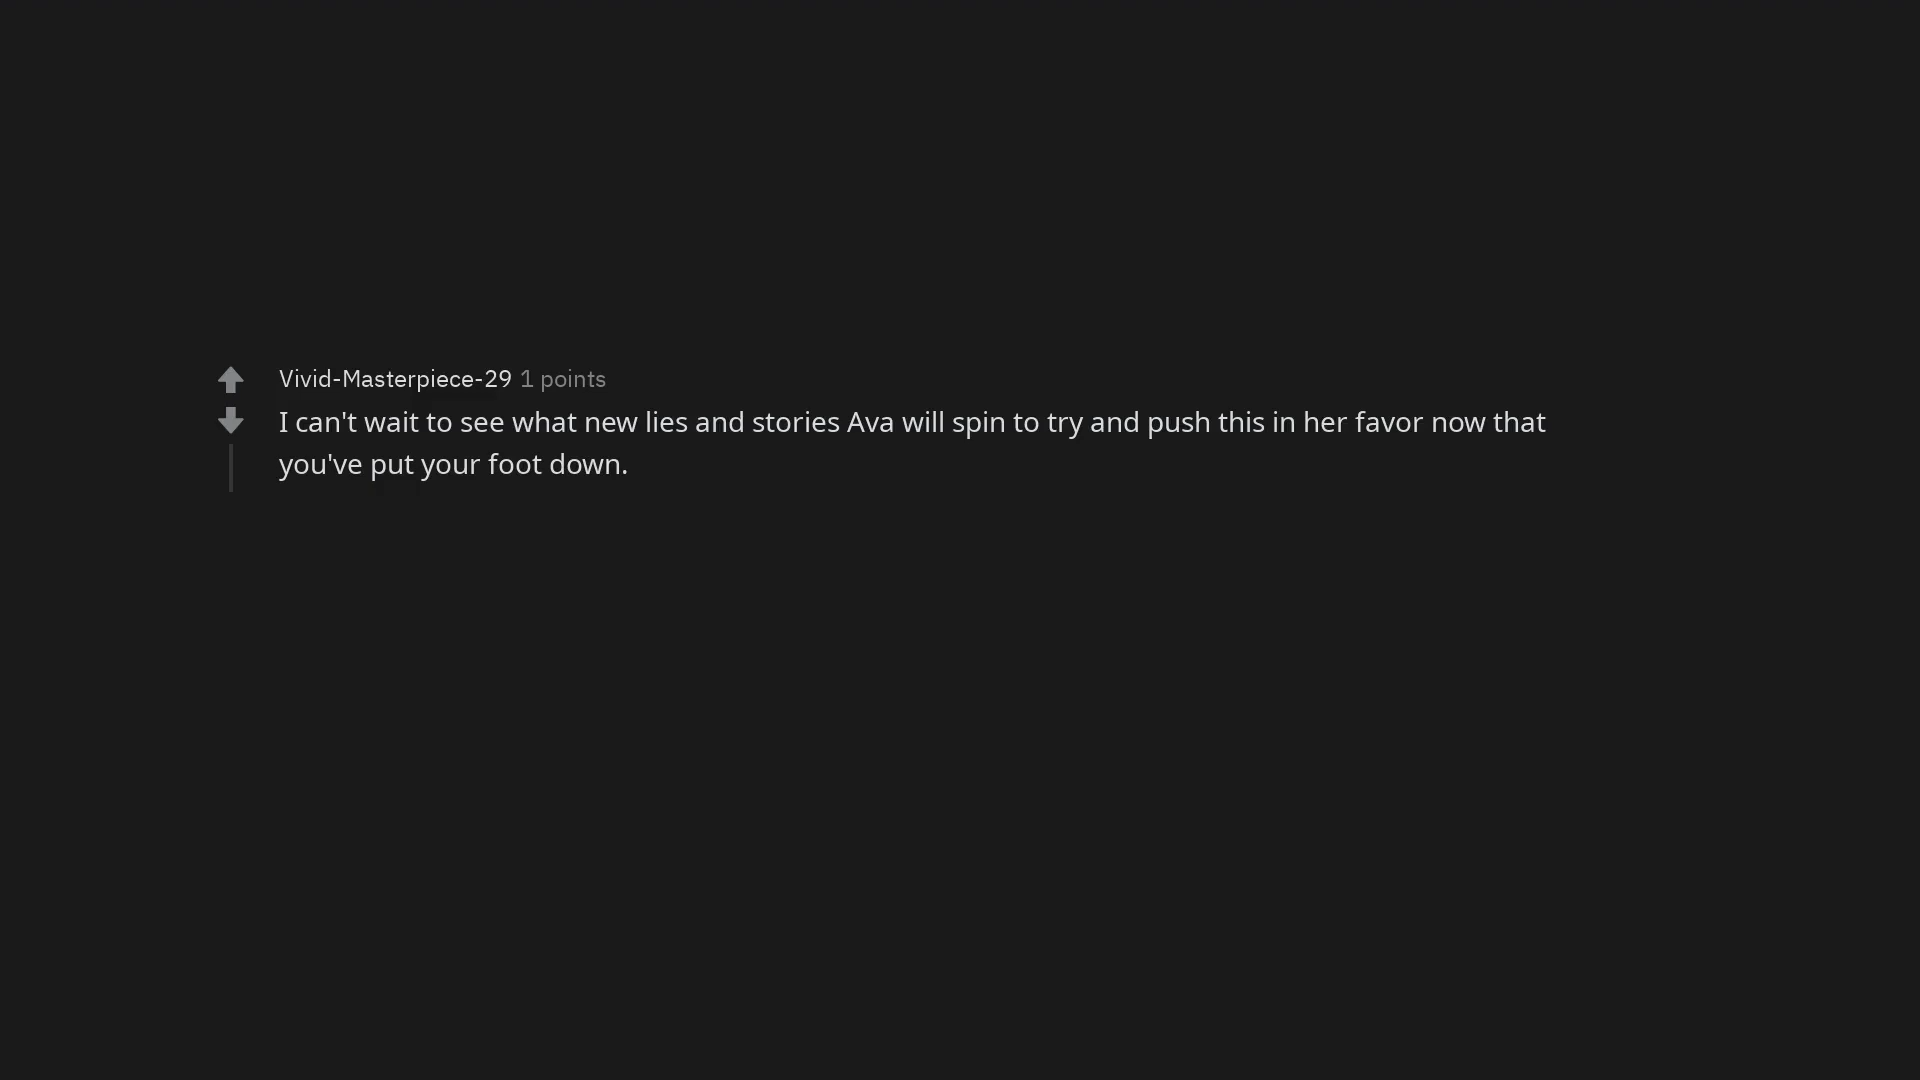 Vivid-Masterpiece-29 1 points
I can't wait to see what new lies and stories Ava will spin to try and push this in her favor now that
you've put your foot down.